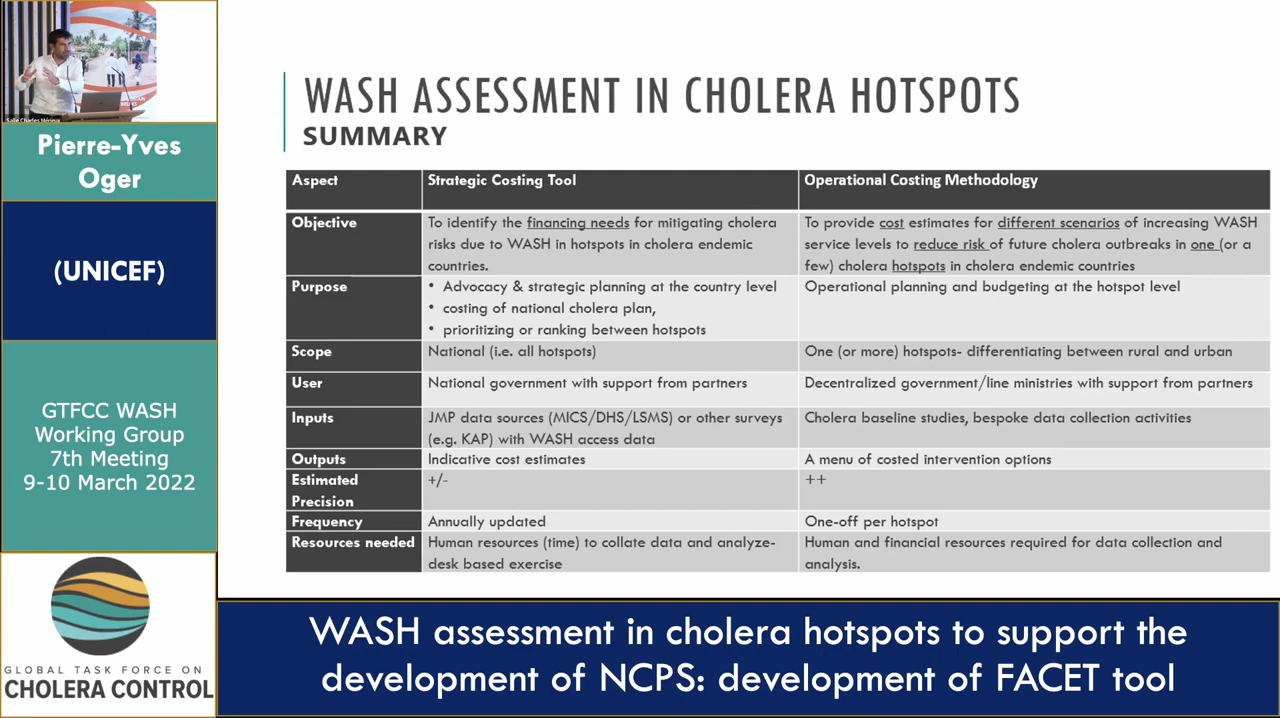 Salle Charles Mérieux
Pierre-Yves
Oger
(UNICEF)
GTFCC WASH
Working Group
7th Meeting
9-10 March 2022
GLOBAL TASK FORCE ON
CHOLERA CONTROL
WASH ASSESSMENT IN CHOLERA HOTSPOTS
SUMMARY
Aspect Strategic Costing Tool Operational Costing Methodology
Objective To identify the financing needs for mitigating cholera To provide cost estimates for different scenarios of increasing WASH
risks due to WASH in hotspots in cholera endemic service levels to reduce risk of future cholera outbreaks in one (or a
countries. few) cholera hotspots in cholera endemic countries
Purpose • Advocacy & strategic planning at the country level Operational planning and budgeting at the hotspot level
• costing of national cholera plan,
• prioritizing or ranking between hotspots
Scope National (i.e. all hotspots) One (or more) hotspots- differentiating between rural and urban
User National government with support from partners Decentralized government/line ministries with support from partners
Inputs JMP data sources (MICS/DHS/LSMS) or other surveys Cholera baseline studies, bespoke data collection activities
(e.g. KAP) with WASH access data
Outputs Indicative cost estimates A menu of costed intervention options
Estimated +/- ++
Precision
Frequency Annually updated One-off per hotspot
Resources needed Human resources (time) to collate data and analyze- Human and financial resources required for data collection and
desk based exercise analysis.
WASH assessment in cholera hotspots to support the
development of NCPS: development of FACET tool